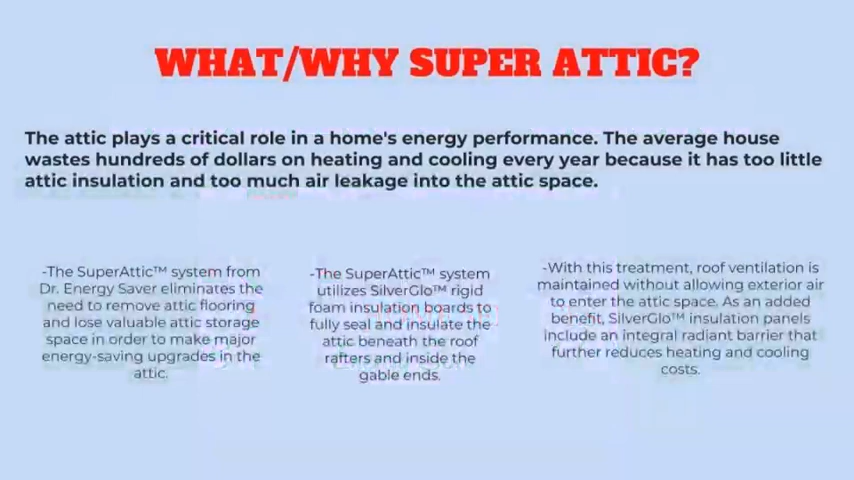 WHAT/WHY SUPER ATTIC?
The attic plays a critical role in a home's energy performance. The average house
wastes hundreds of dollars on heating and cooling every year because it has too little
attic insulation and too much air leakage into the attic space.
-The SuperAttic™ system from
Dr. Energy Saver eliminates the
need to remove attic flooring
and lose valuable attic storage
space in order to make major
energy-saving upgrades in the
attic.
-The SuperAttic™ system
utilizes SilverGlo™ rigid
foam insulation boards to
fully seal and insulate the
attic beneath the roof
rafters and inside the
gable ends.
-With this treatment, roof ventilation is
maintained without allowing exterior air
to enter the attic space. As an added
benefit, SilverGlo™ insulation panels
include an integral radiant barrier that
further reduces heating and cooling
costs.